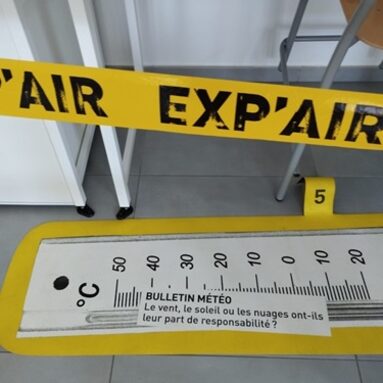 P'AIR EXP'AIR
5
50 40 30 20 10 0 10 20
°C
BULLETIN MÉTÉO
Le vent, le soleil ou les nuages ont-ils
leur part de responsabilité ?